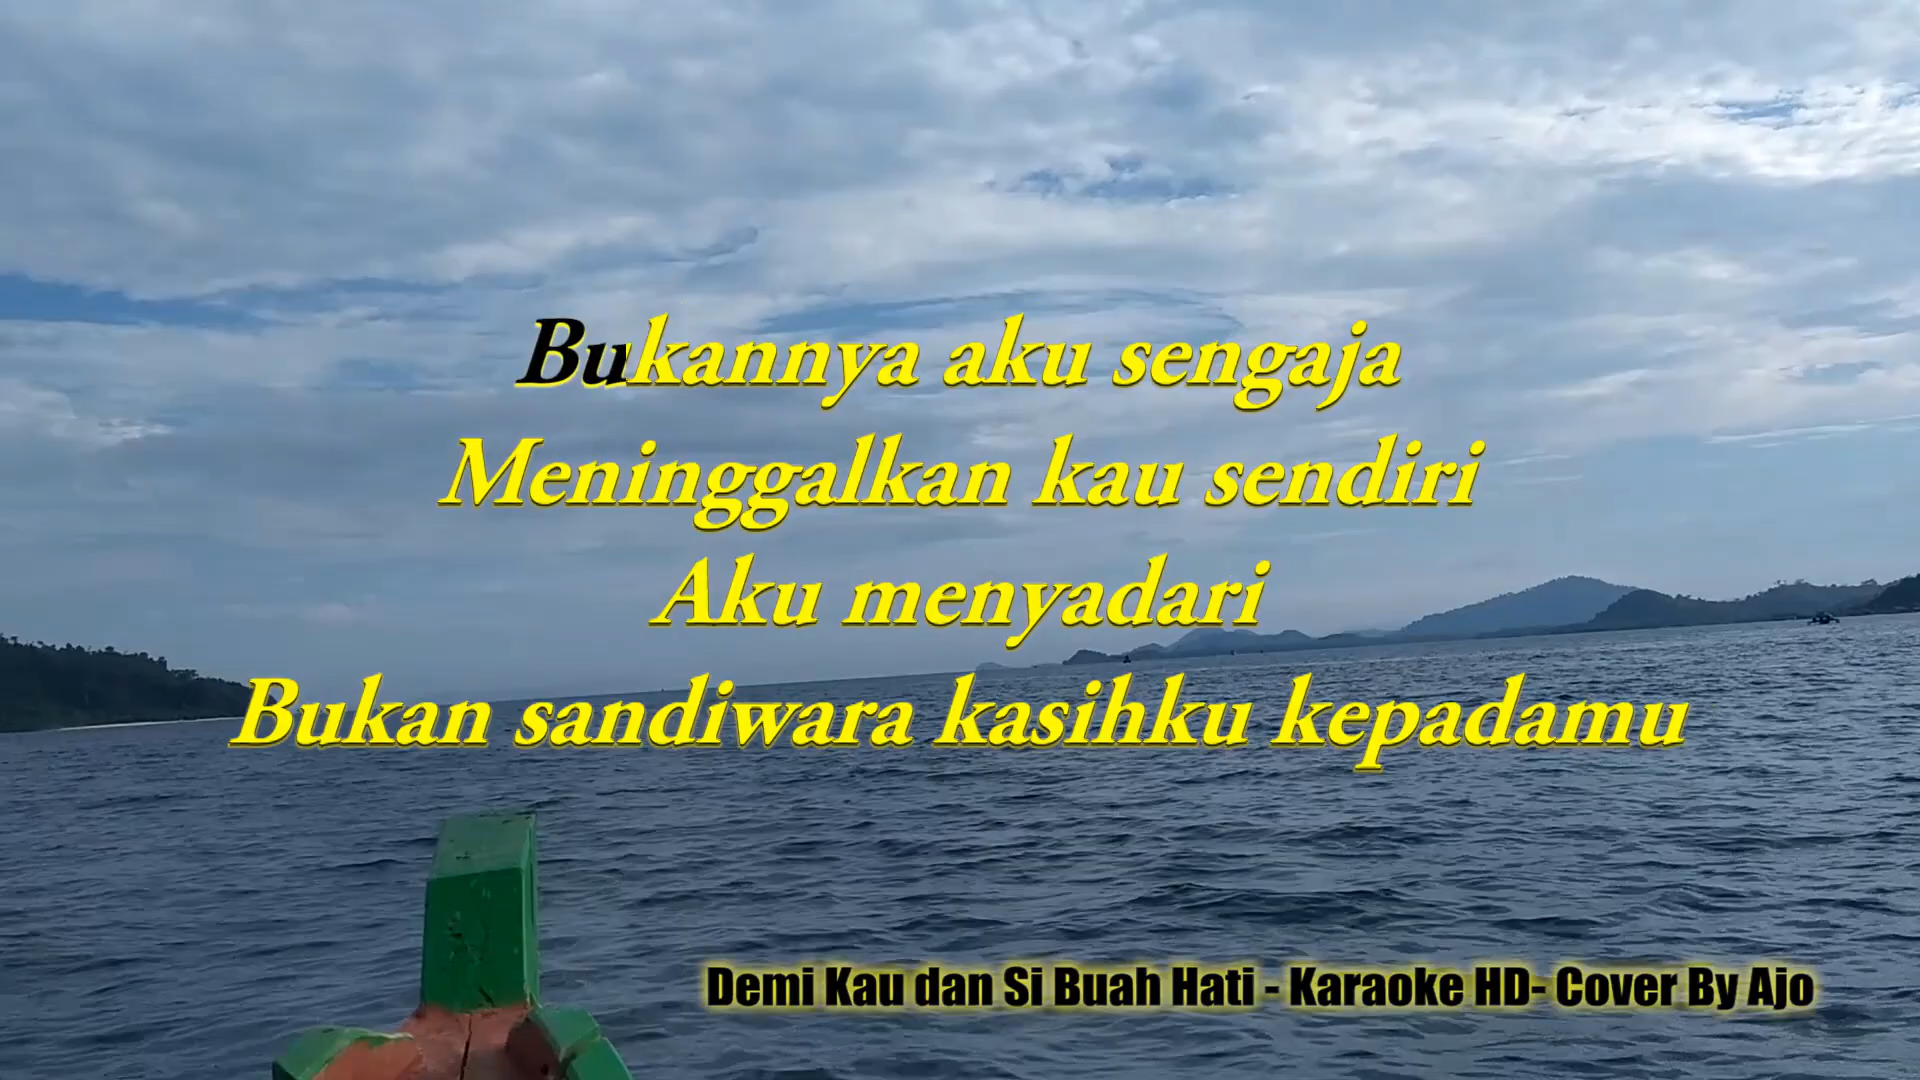 Bukannya aku sengaja
Meninggalkan kau sendiri
Aku menyadari
Bukan sandiwara kasihku kepadamu
Demi Kau dan Si Buah Hati - Karaoke HD- Cover By Ajo